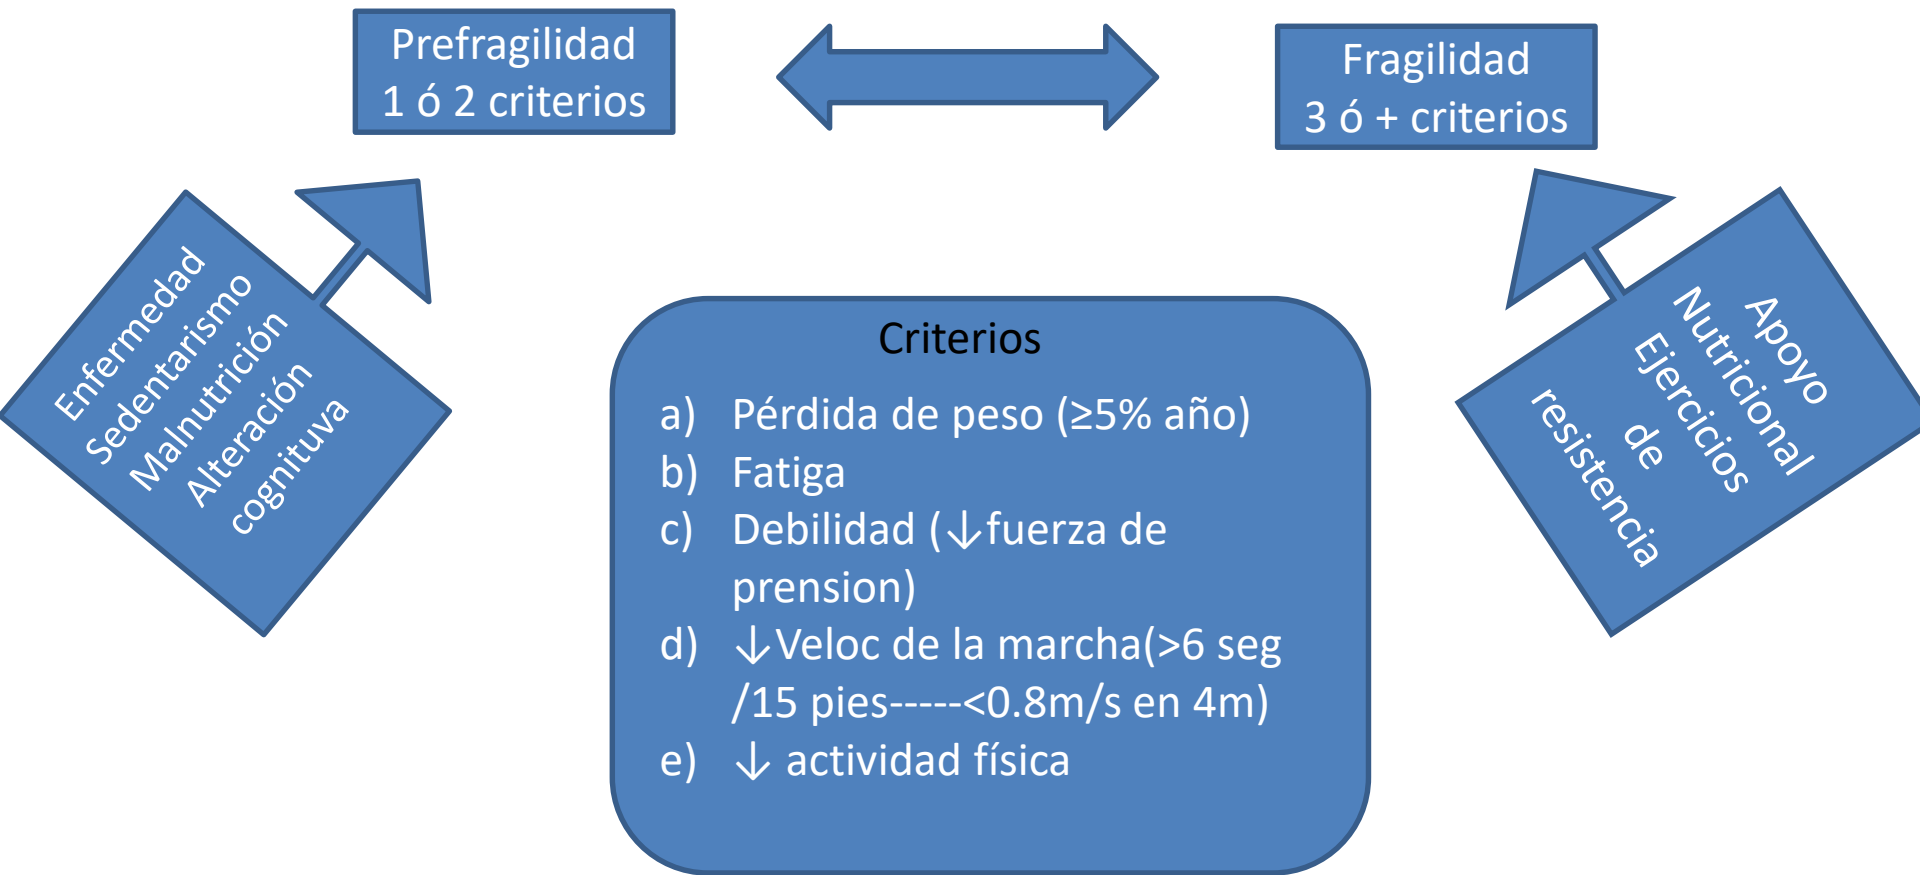 Prefragilidad
1 ó 2 criterios
Fragilidad
3 ó + criterios
Enfermedad
Sedentarismo
Malnutrición
Alteración
cognituva
Apoyo
Nutricional
Ejercicios
de
resistencia
Criterios
a) Pérdida de peso (≥5% año)
b) Fatiga
c) Debilidad (↓fuerza de
prension)
d) ↓Veloc de la marcha(>6 seg
/15 pies-----<0.8m/s en 4m)
e) ↓ actividad física